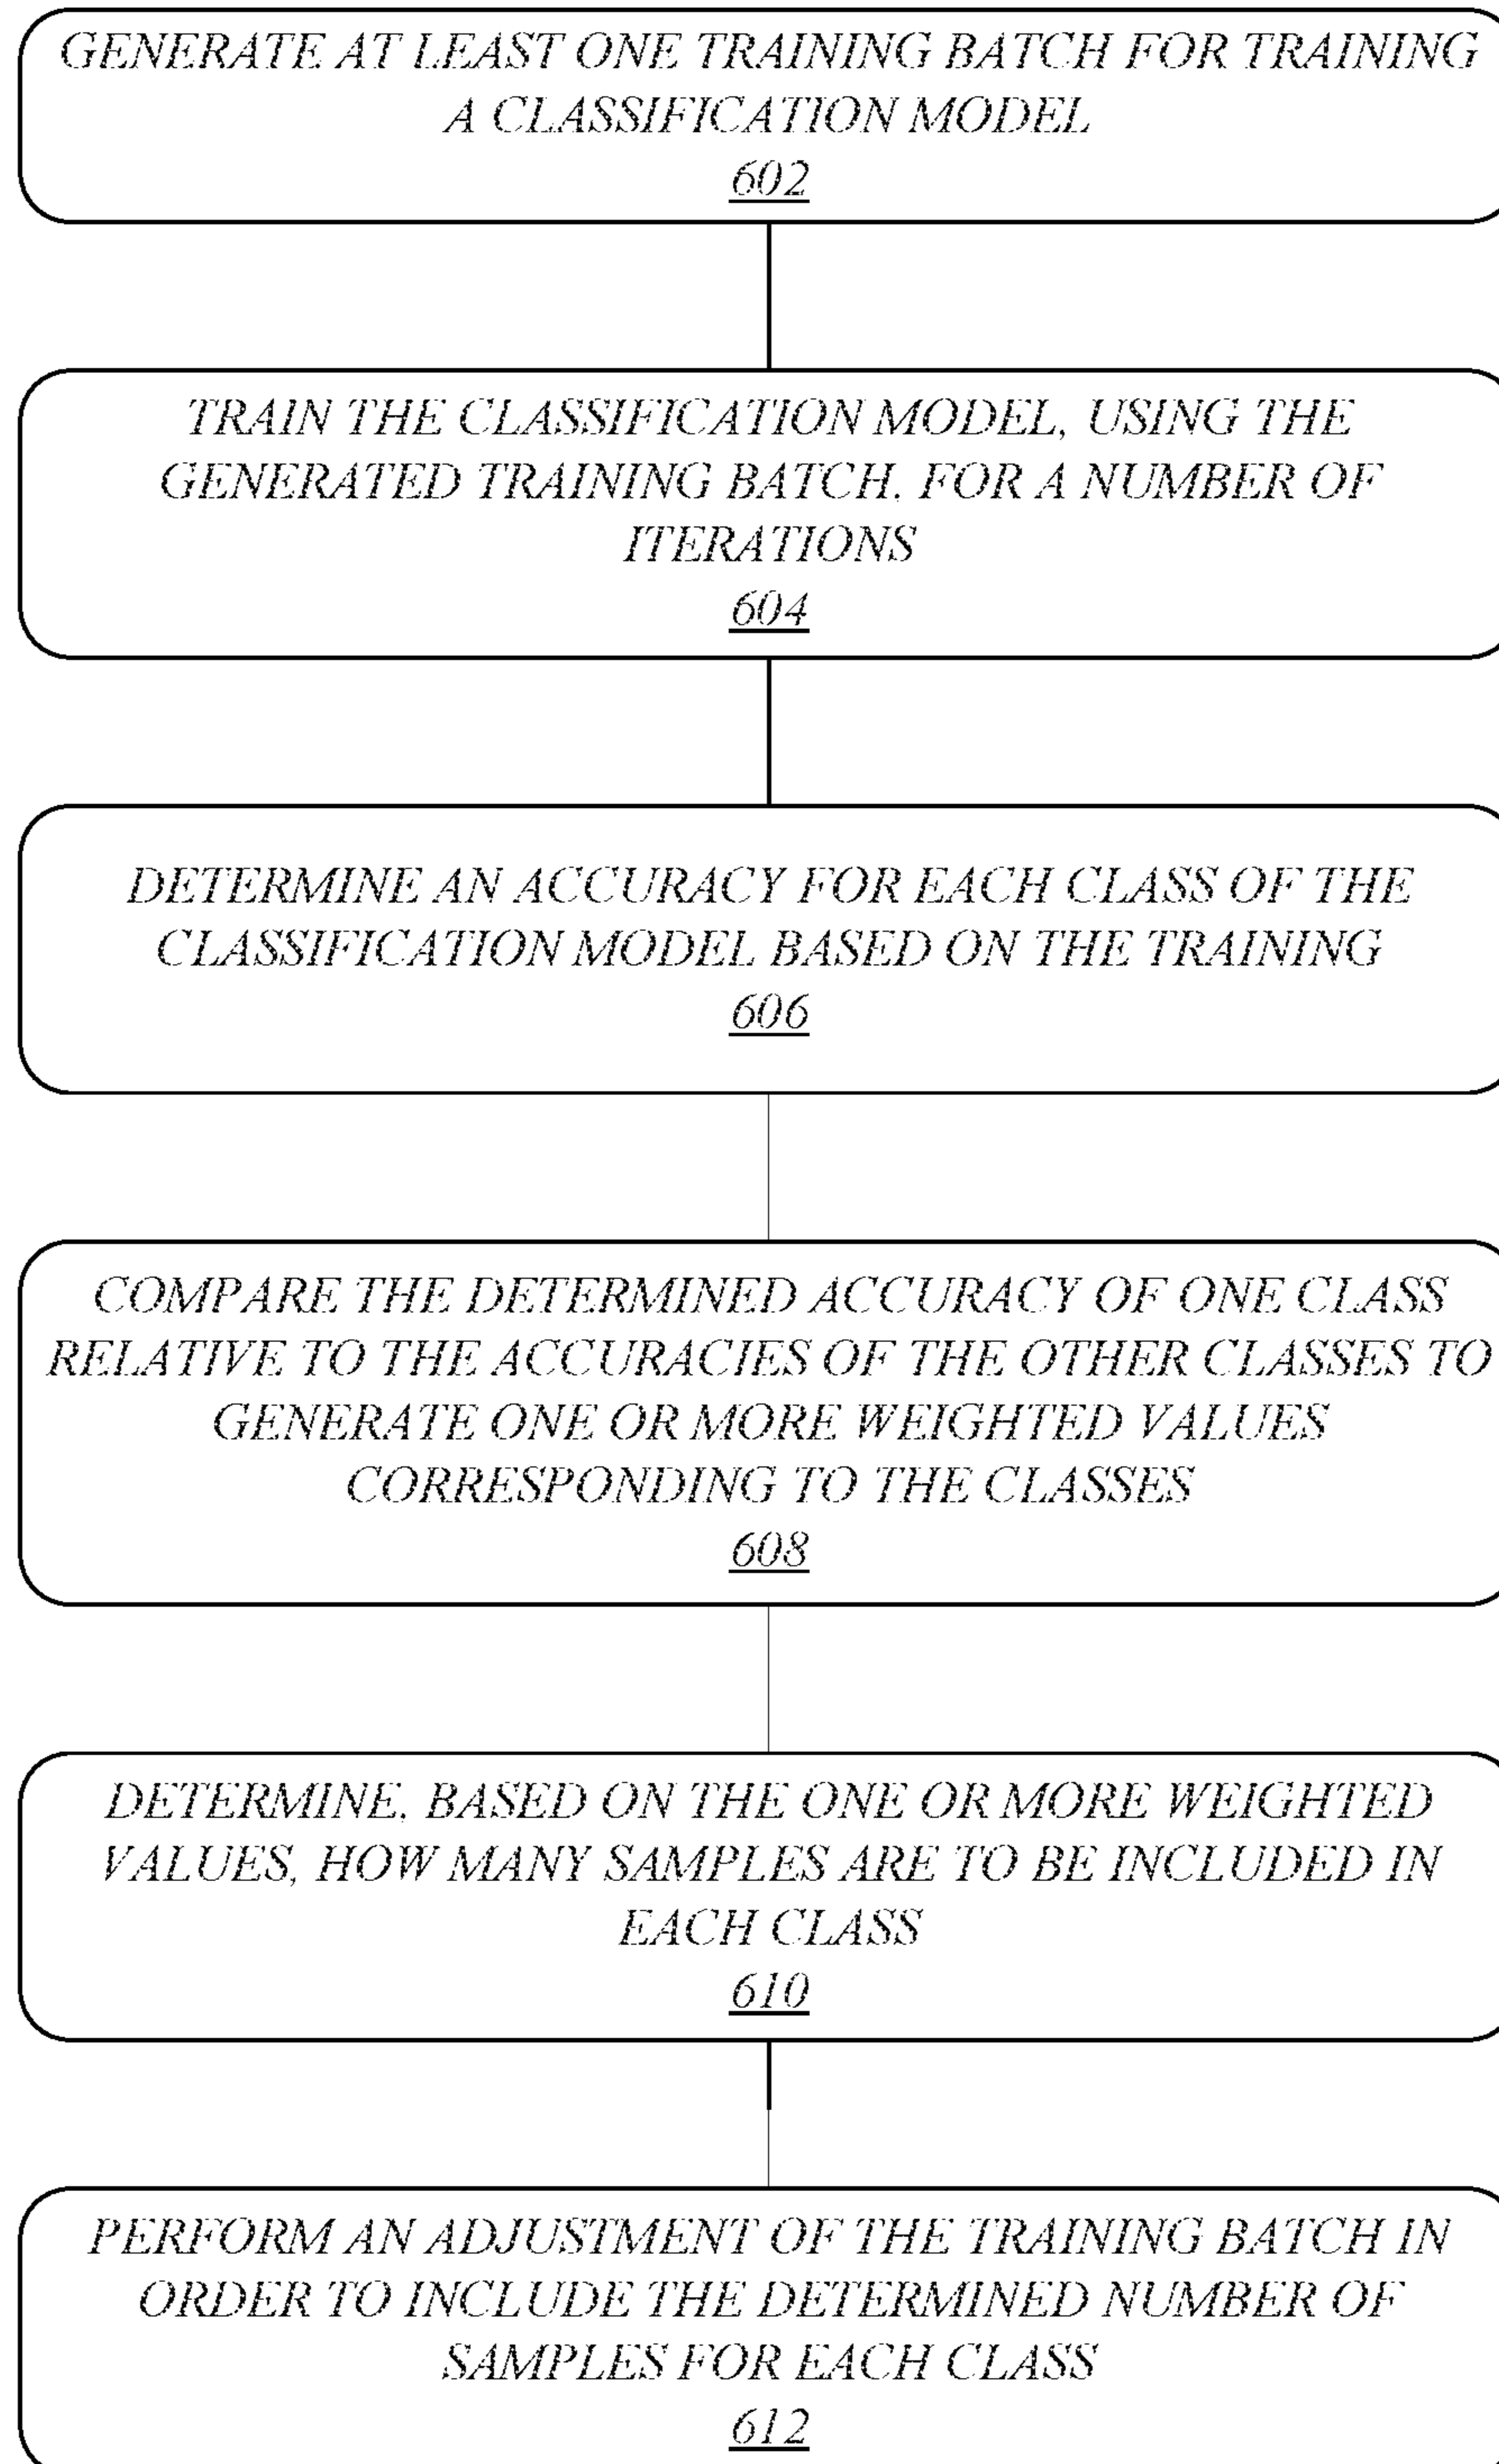 GENERATE AT LEAST ONE TRAINING BATCH FOR TRAINING
A CLASSIFICATION MODEL
602
TRAIN THE CLASSIFICATION MODEL, USING THE
GENERATED TRAINING BATCH, FOR A NUMBER OF
ITERATIONS
604
DETERMINE AN ACCURACY FOR EACH CLASS OF THE
CLASSIFICATION MODEL BASED ON THE TRAINING
606
COMPARE THE DETERMINED ACCURACY OF ONE CLASS
RELATIVE TO THE ACCURACIES OF THE OTHER CLASSES TO
GENERATE ONE OR MORE WEIGHTED VALUES
CORRESPONDING TO THE CLASSES
608
DETERMINE, BASED ON THE ONE OR MORE WEIGHTED
VALUES, HOW MANY SAMPLES ARE TO BE INCLUDED IN
EACH CLASS
610
PERFORM AN ADJUSTMENT OF THE TRAINING BATCH IN
ORDER TO INCLUDE THE DETERMINED NUMBER OF
SAMPLES FOR EACH CLASS
612